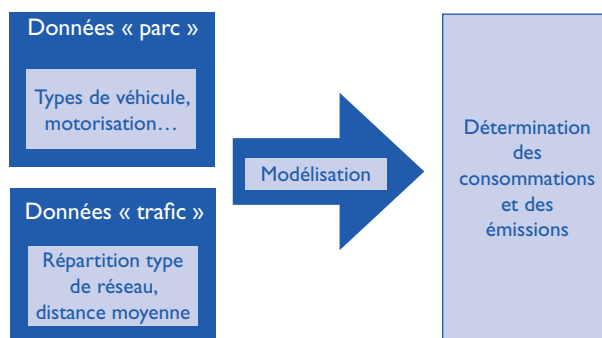 Données « parc »
Types de véhicule,
motorisation…
Données « trafic »
Répartition type
de réseau,
distance moyenne
Modélisation
Détermination
des
consommations
et des
émissions